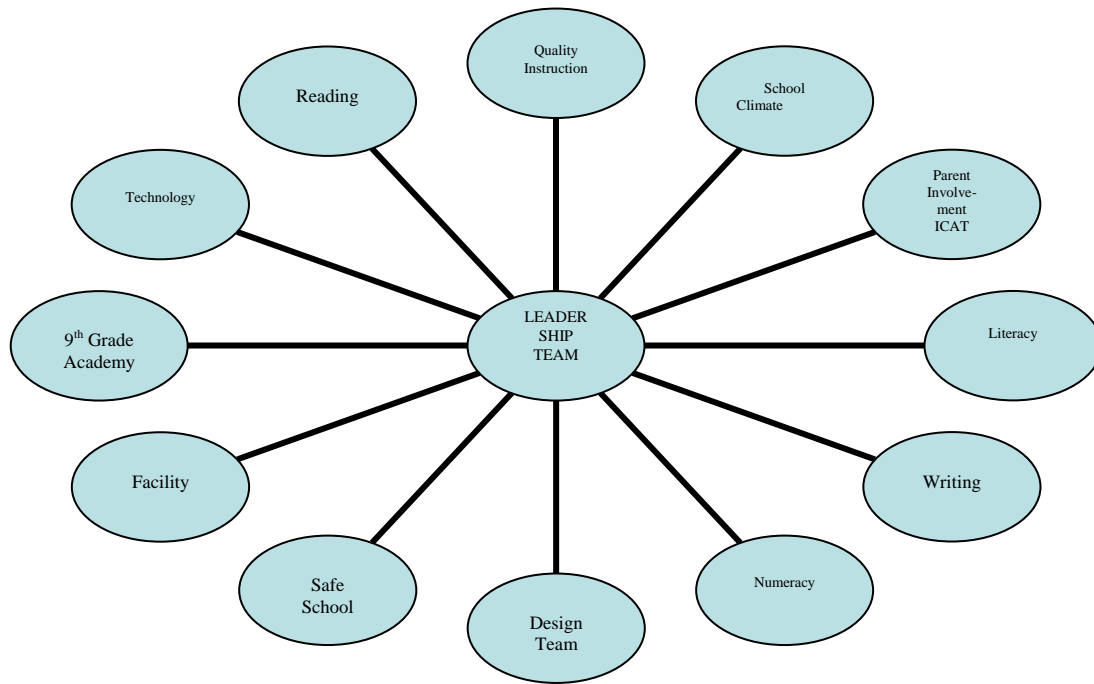 Quality
Instruction
School
Climate
Parent
Involve-
ment
ICAT
Literacy
Writing
Numeracy
Design
Team
Safe
School
Facility
9th Grade
Academy
Technology
Reading
LEADER
SHIP
TEAM